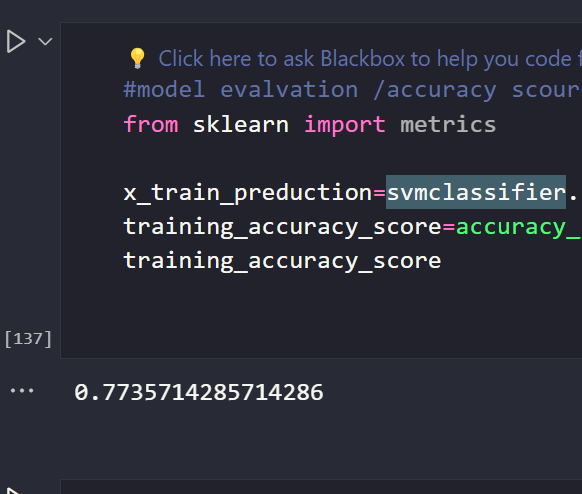 💡 Click here to ask Blackbox to help you code
#model evalvation /accuracy scour
from sklearn import metrics
x_train_preduction=svmclassifier.
training_accuracy_score=accuracy_
training_accuracy_score
[137]
0.7735714285714286